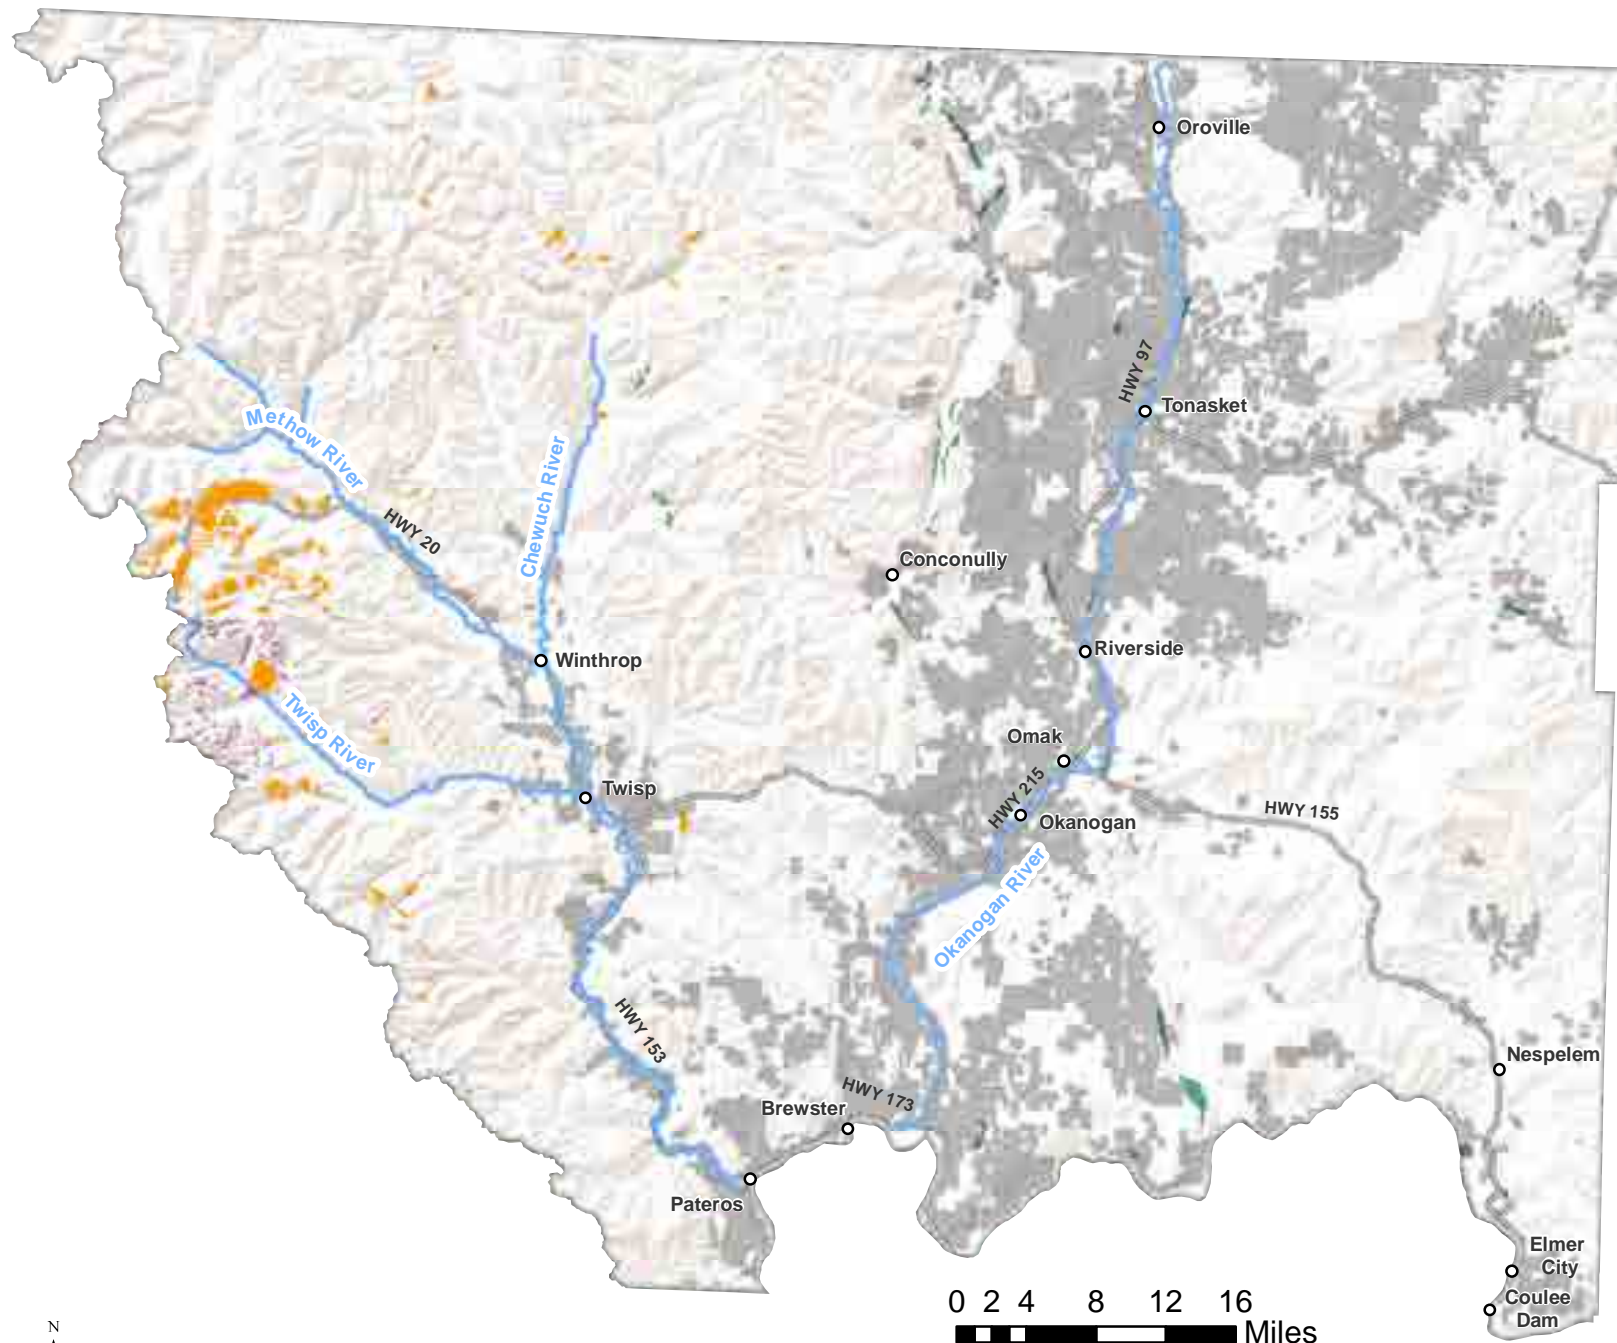 Oroville
HWY 97
Tonasket
Methow River
Chewuch River
HWY 20
Conconully
Riverside
Winthrop
Twisp River
Omak
Twisp
HWY 215
Okanogan
HWY 155
Okanogan River
HWY 153
Nespelem
HWY 173
Brewster
Pateros
Elmer
City
Coulee
Dam
0 2 4 8 12 16
Miles
N